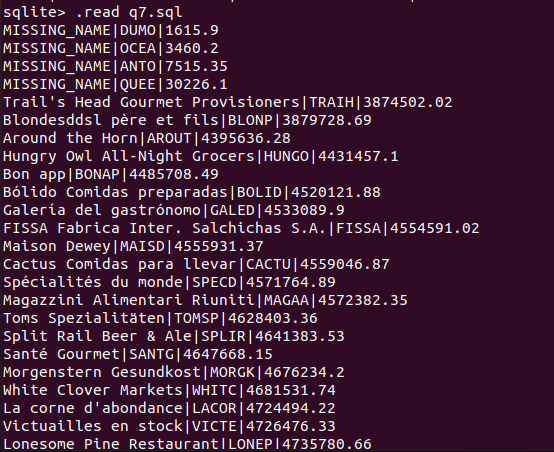 sqlite> .read q7.sql
MISSING_NAME|DUMO|1615.9
MISSING_NAME|OCEA|3460.2
MISSING_NAME|ANTO|7515.35
MISSING_NAME|QUEE|30226.1
Trail's Head Gourmet Provisioners|TRAIH|3874502.02
Blondesddsl père et fils|BLONP|3879728.69
Around the Horn|AROUT|4395636.28
Hungry Owl All-Night Grocers|HUNGO|4431457.1
Bon app|BONAP|4485708.49
Bólido Comidas preparadas|BOLID|4520121.88
Galería del gastrónomo|GALED|4533089.9
FISSA Fabrica Inter. Salchichas S.A.|FISSA|4554591.02
Maison Dewey|MAISD|4555931.37
Cactus Comidas para llevar|CACTU|4559046.87
Spécialités du monde|SPECD|4571764.89
Magazzini Alimentari Riuniti|MAGAA|4572382.35
Toms Spezialitäten|TOMSP|4628403.36
Split Rail Beer & Ale|SPLIR|4641383.53
Santé Gourmet|SANTG|4647668.15
Morgenstern Gesundkost|MORGK|4676234.2
White Clover Markets|WHITC|4681531.74
La corne d'abondance|LACOR|4724494.22
Victuailles en stock|VICTE|4726476.33
Lonesome Pine Restaurant|LONEP|4735780.66